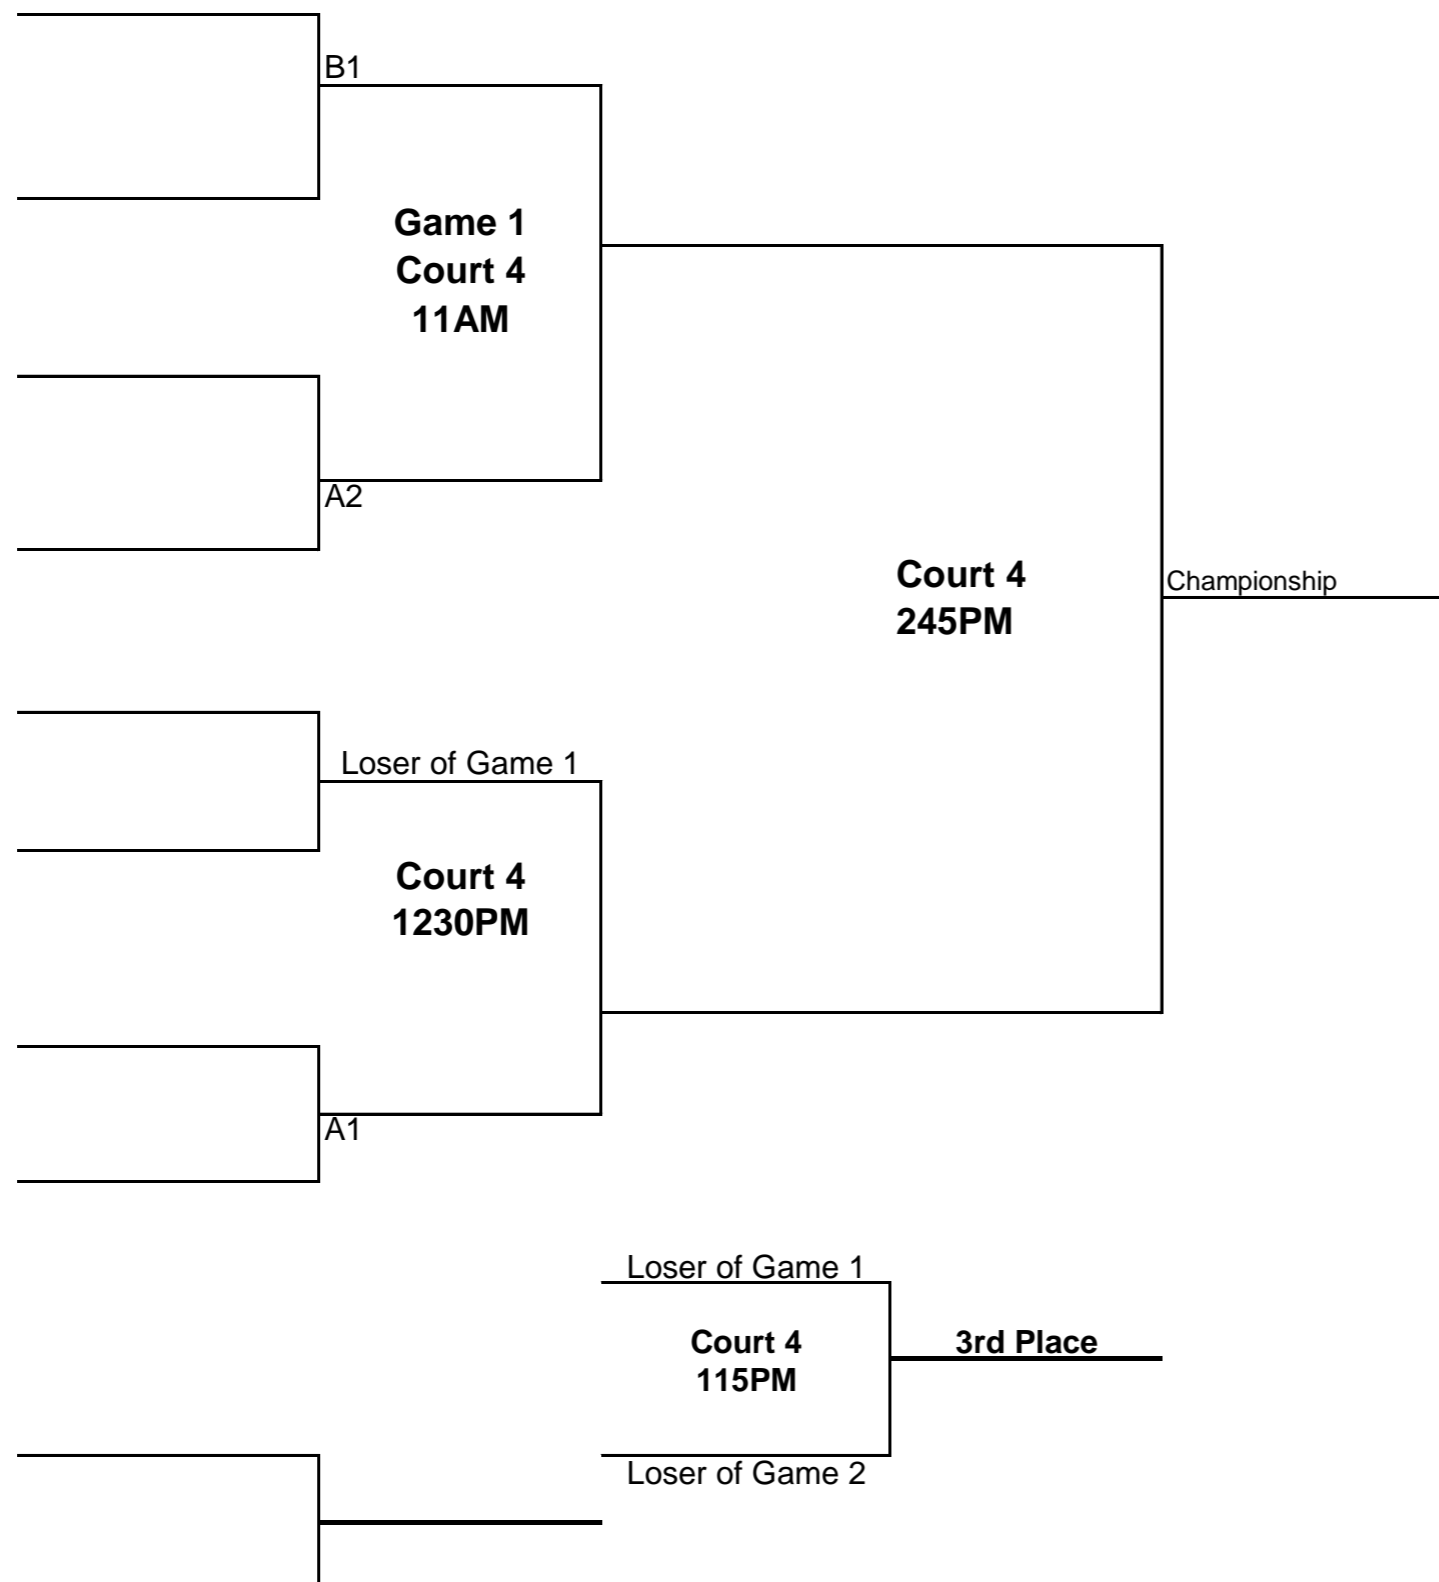 B1
Game 1
Court 4
11AM
A2
Court 4
245PM
Championship
Loser of Game 1
Court 4
1230PM
A1
Loser of Game 1
Court 4
115PM
3rd Place
Loser of Game 2